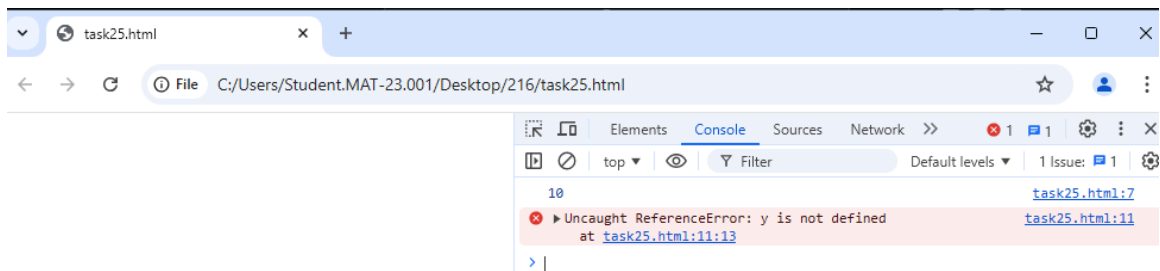 task25.html
File C:/Users/Student.MAT-23.001/Desktop/216/task25.html
Elements Console Sources Network 1 1
top Filter Default levels 1 Issue: 1
10 task25.html:7
Uncaught ReferenceError: y is not defined task25.html:11
at task25.html:11:13